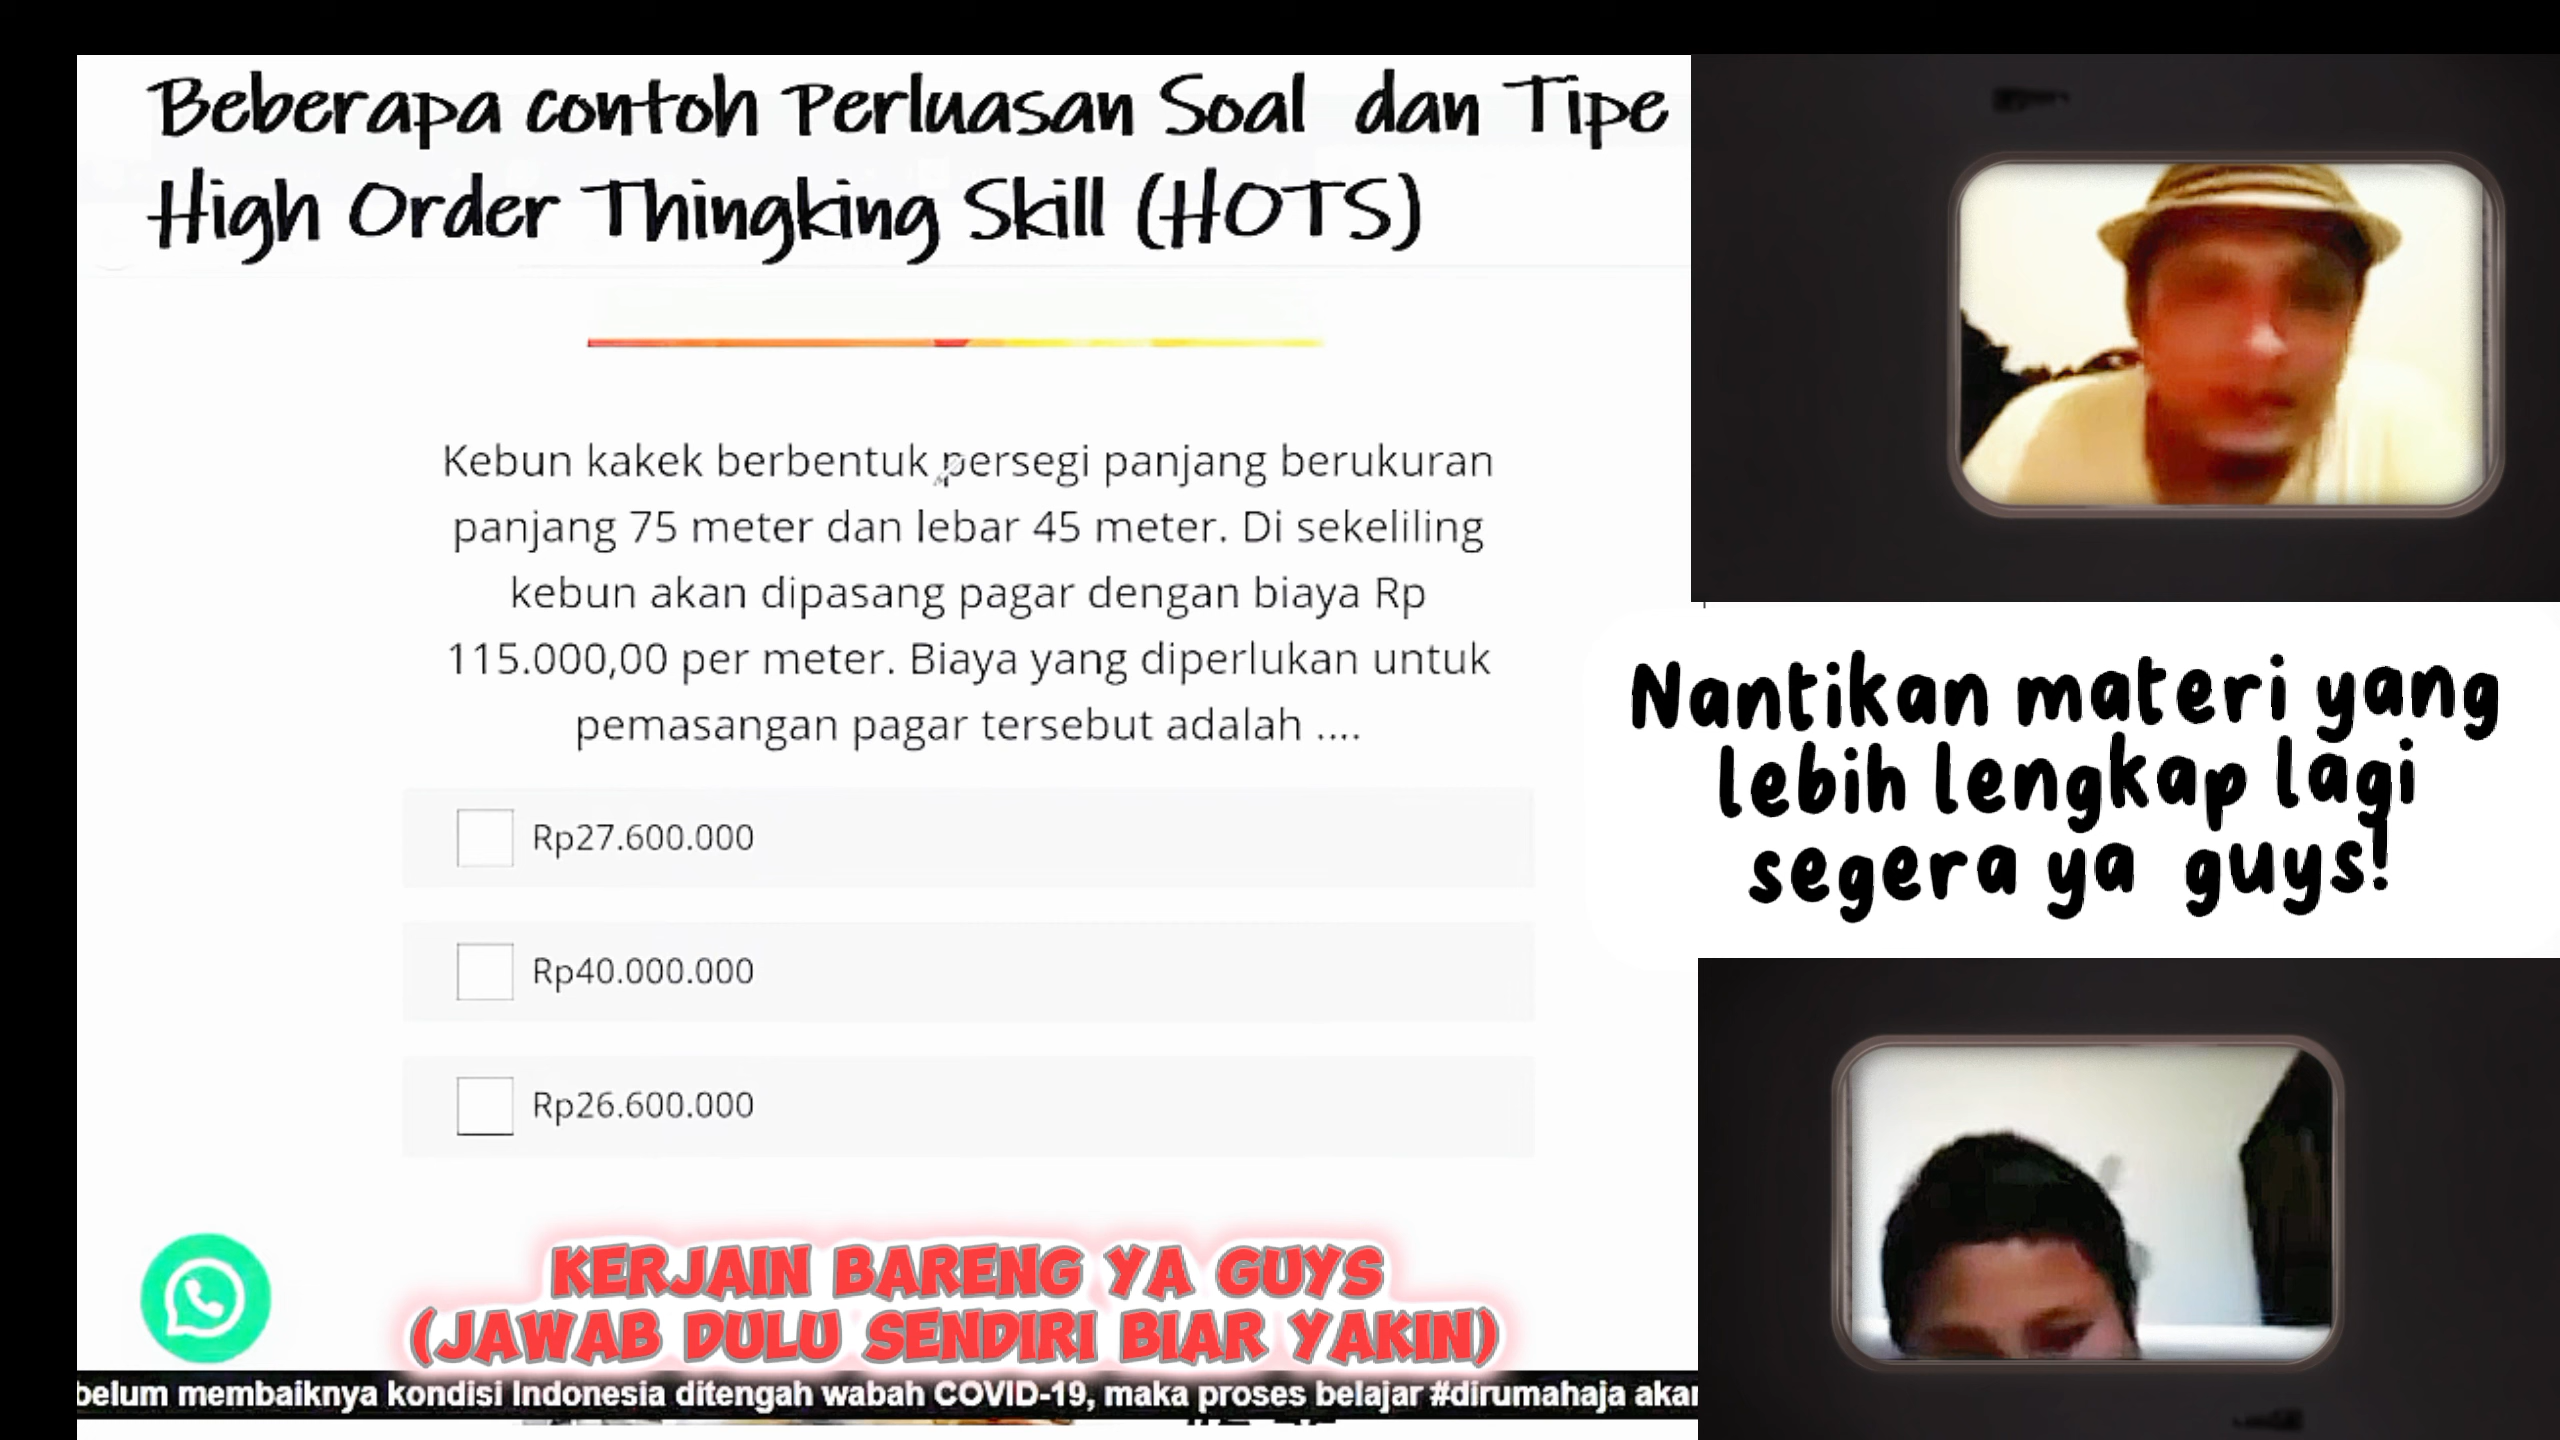 Beberapa contoh Perluasan Soal dan Tipe
High Order Thingking Skill (HOTS)
Kebun kakek berbentuk persegi panjang berukuran
panjang 75 meter dan lebar 45 meter. Di sekeliling
kebun akan dipasang pagar dengan biaya Rp
115.000,00 per meter. Biaya yang diperlukan untuk
pemasangan pagar tersebut adalah ....
Rp27.600.000
Rp40.000.000
Rp26.600.000
KERJAIN BARENG YA GUYS
(JAWAB DULU SENDIRI BIAR YAKIN)
belum membaiknya kondisi Indonesia ditengah wabah COVID-19, maka proses belajar #dirumahaja akan
Nantikan materi yang
lebih lengkap lagi
segera ya guys!